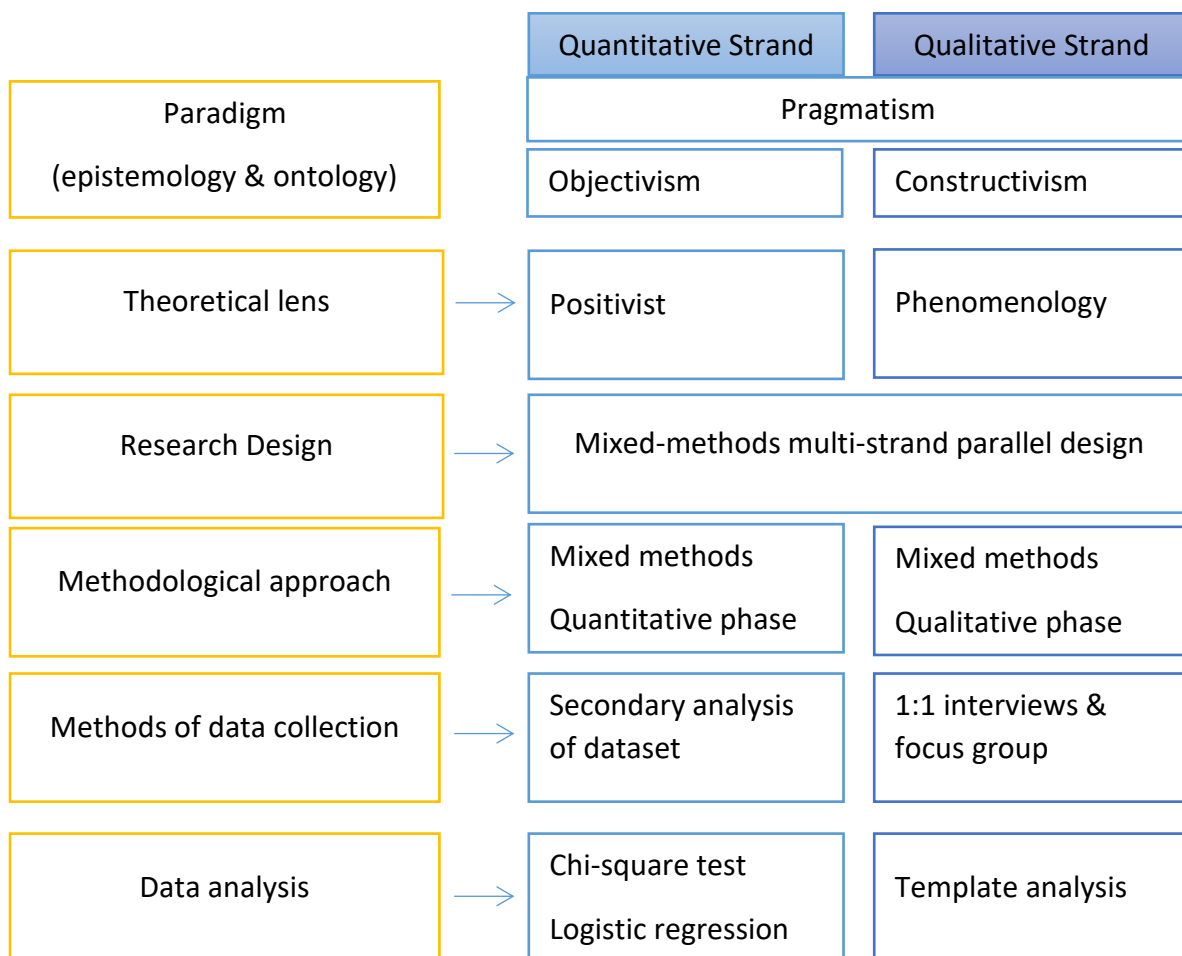 Quantitative Strand
Qualitative Strand
Paradigm
(epistemology & ontology)
Pragmatism
Objectivism
Constructivism
Theoretical lens
Positivist
Phenomenology
Research Design
Mixed-methods multi-strand parallel design
Methodological approach
Mixed methods
Quantitative phase
Mixed methods
Qualitative phase
Methods of data collection
Secondary analysis
of dataset
1:1 interviews &
focus group
Data analysis
Chi-square test
Logistic regression
Template analysis